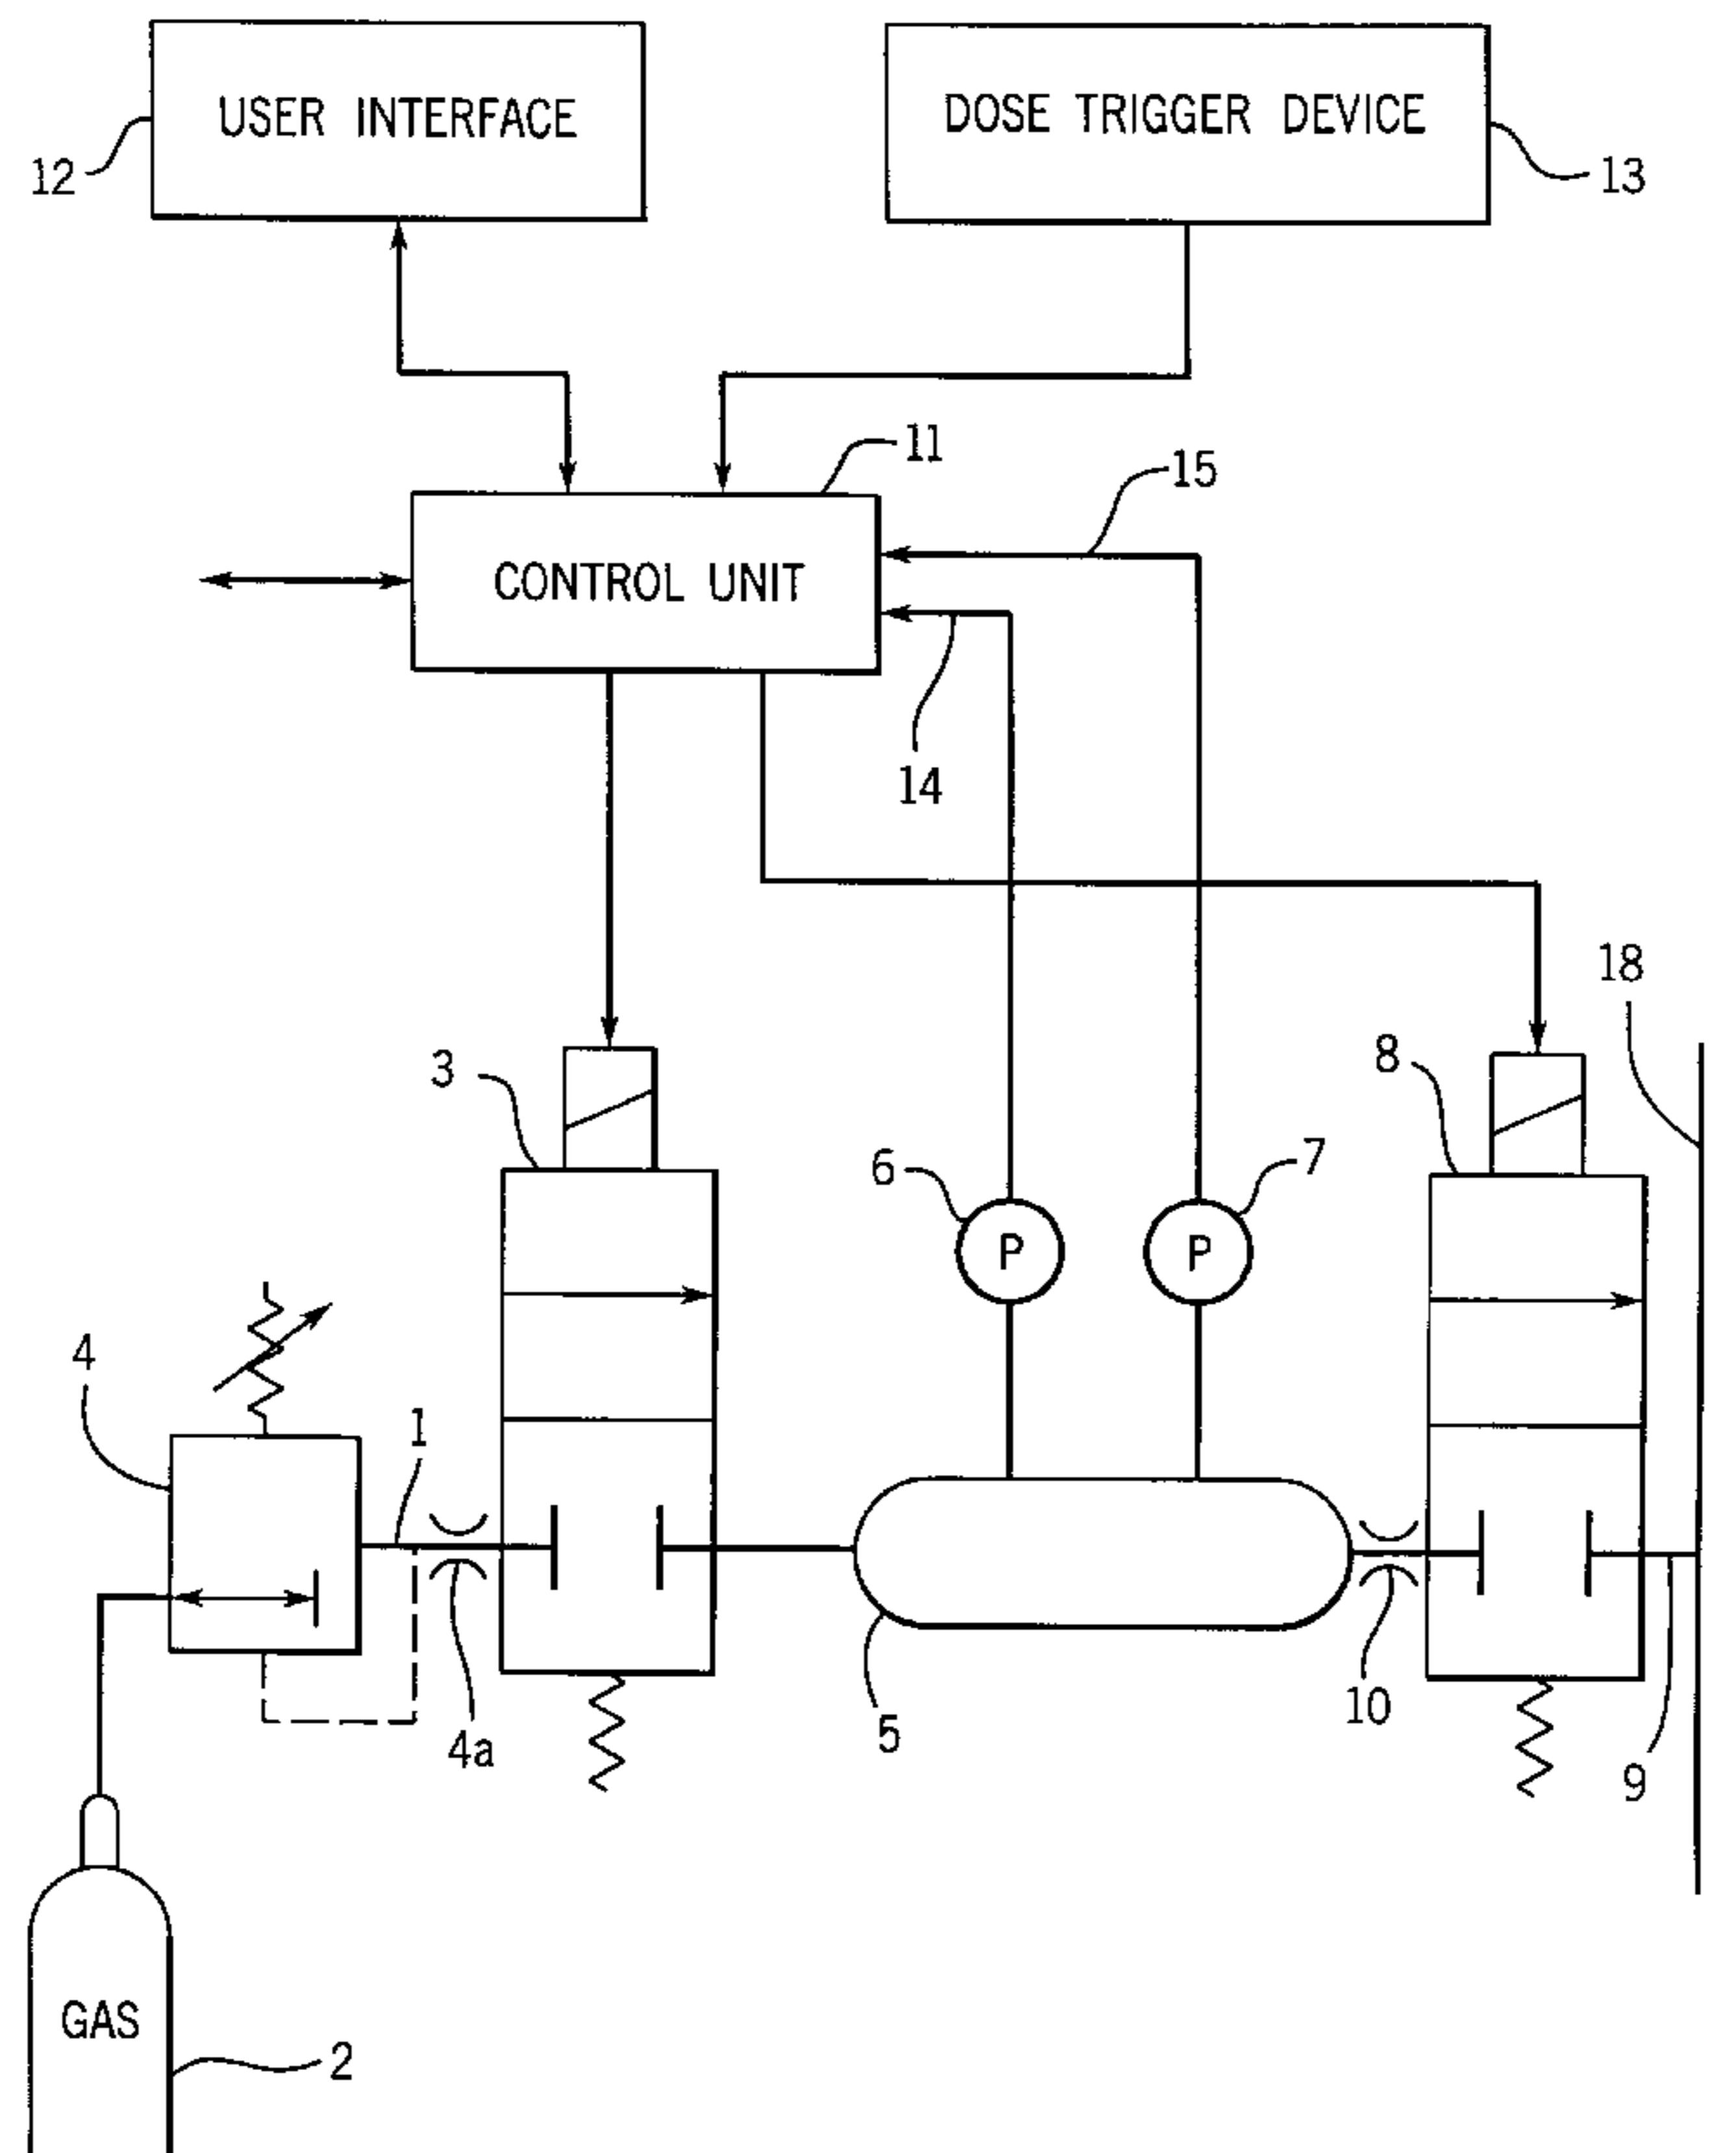 USER INTERFACE
DOSE TRIGGER DEVICE
12
13
11
15
CONTROL UNIT
14
18
3
8
6
7
P
P
4
1
4a
5
10
9
GAS
2